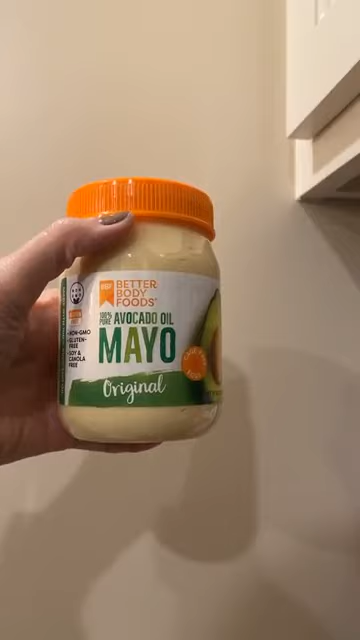 BETTER
BODY
FOODS
100%
PURE AVOCADO OIL
MAYO
Original
NON-GMO
GLUTEN-
FREE
SOY &
CANOLA
FREE